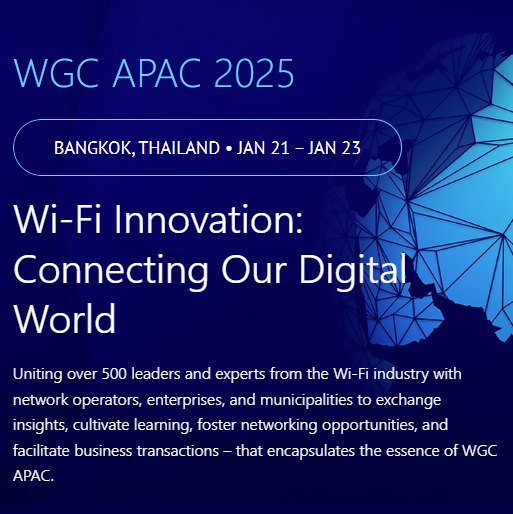 WGC APAC 2025
BANGKOK, THAILAND • JAN 21 – JAN 23
Wi-Fi Innovation:
Connecting Our Digital
World
Uniting over 500 leaders and experts from the Wi-Fi industry with
network operators, enterprises, and municipalities to exchange
insights, cultivate learning, foster networking opportunities, and
facilitate business transactions – that encapsulates the essence of WGC
APAC.